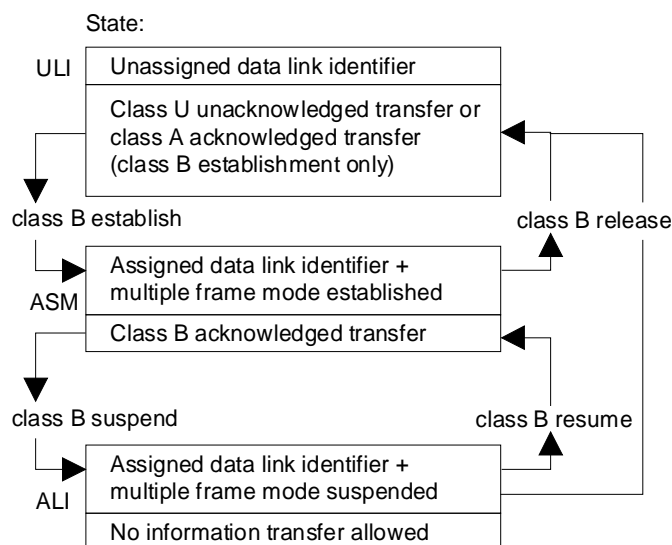 State:
ULI
Unassigned data link identifier
Class U unacknowledged transfer or
class A acknowledged transfer
(class B establishment only)
class B establish
class B release
Assigned data link identifier +
multiple frame mode established
ASM
Class B acknowledged transfer
class B suspend
class B resume
Assigned data link identifier +
multiple frame mode suspended
ALI
No information transfer allowed